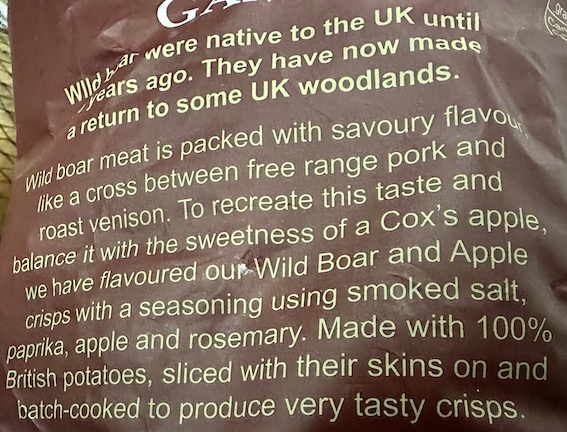 Wild boar were native to the UK until
years ago. They have now made
a return to some UK woodlands.
Wild boar meat is packed with savoury flavour,
like a cross between free range pork and
roast venison. To recreate this taste and
balance it with the sweetness of a Cox's apple,
we have flavoured our Wild Boar and Apple
crisps with a seasoning using smoked salt,
paprika, apple and rosemary. Made with 100%
British potatoes, sliced with their skins on and
batch-cooked to produce very tasty crisps.